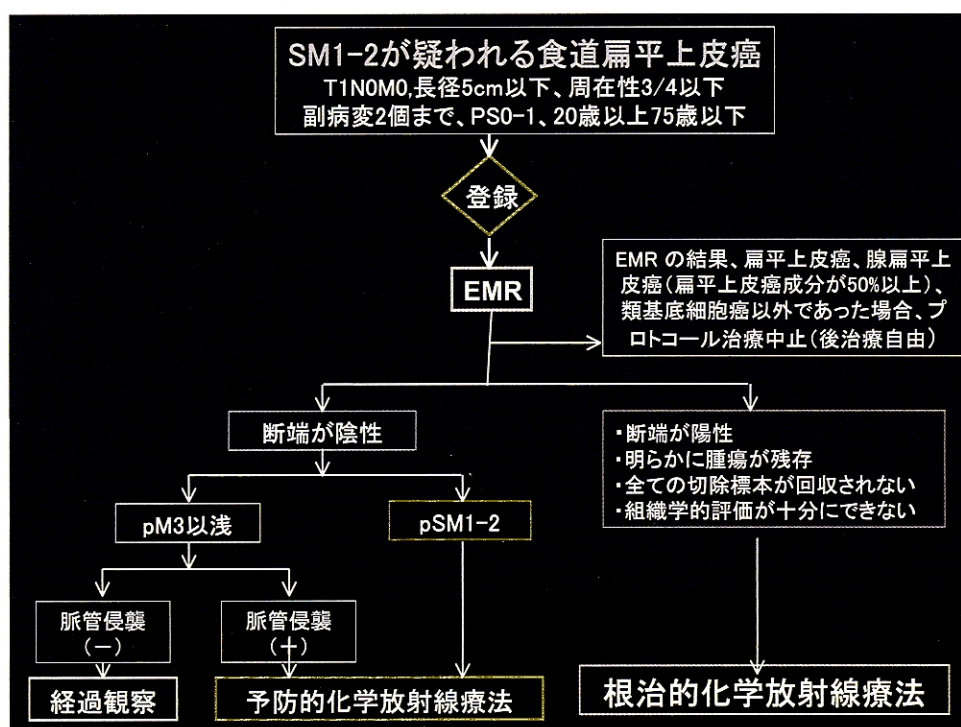 SM1-2が疑われる食道扁平上皮癌
T1N0M0,長径5cm以下、周在性3/4以下
副病変2個まで、PS0-1、20歳以上75歳以下
登録
EMR
EMR の結果、扁平上皮癌、腺扁平上
皮癌(扁平上皮癌成分が50%以上)、
類基底細胞癌以外であった場合、プ
ロトコール治療中止(後治療自由)
断端が陰性
・断端が陽性
・明らかに腫瘍が残存
・全ての切除標本が回収されない
・組織学的評価が十分にできない
pM3以浅
pSM1-2
脈管侵襲
(-)
脈管侵襲
(+)
経過観察
予防的化学放射線療法
根治的化学放射線療法